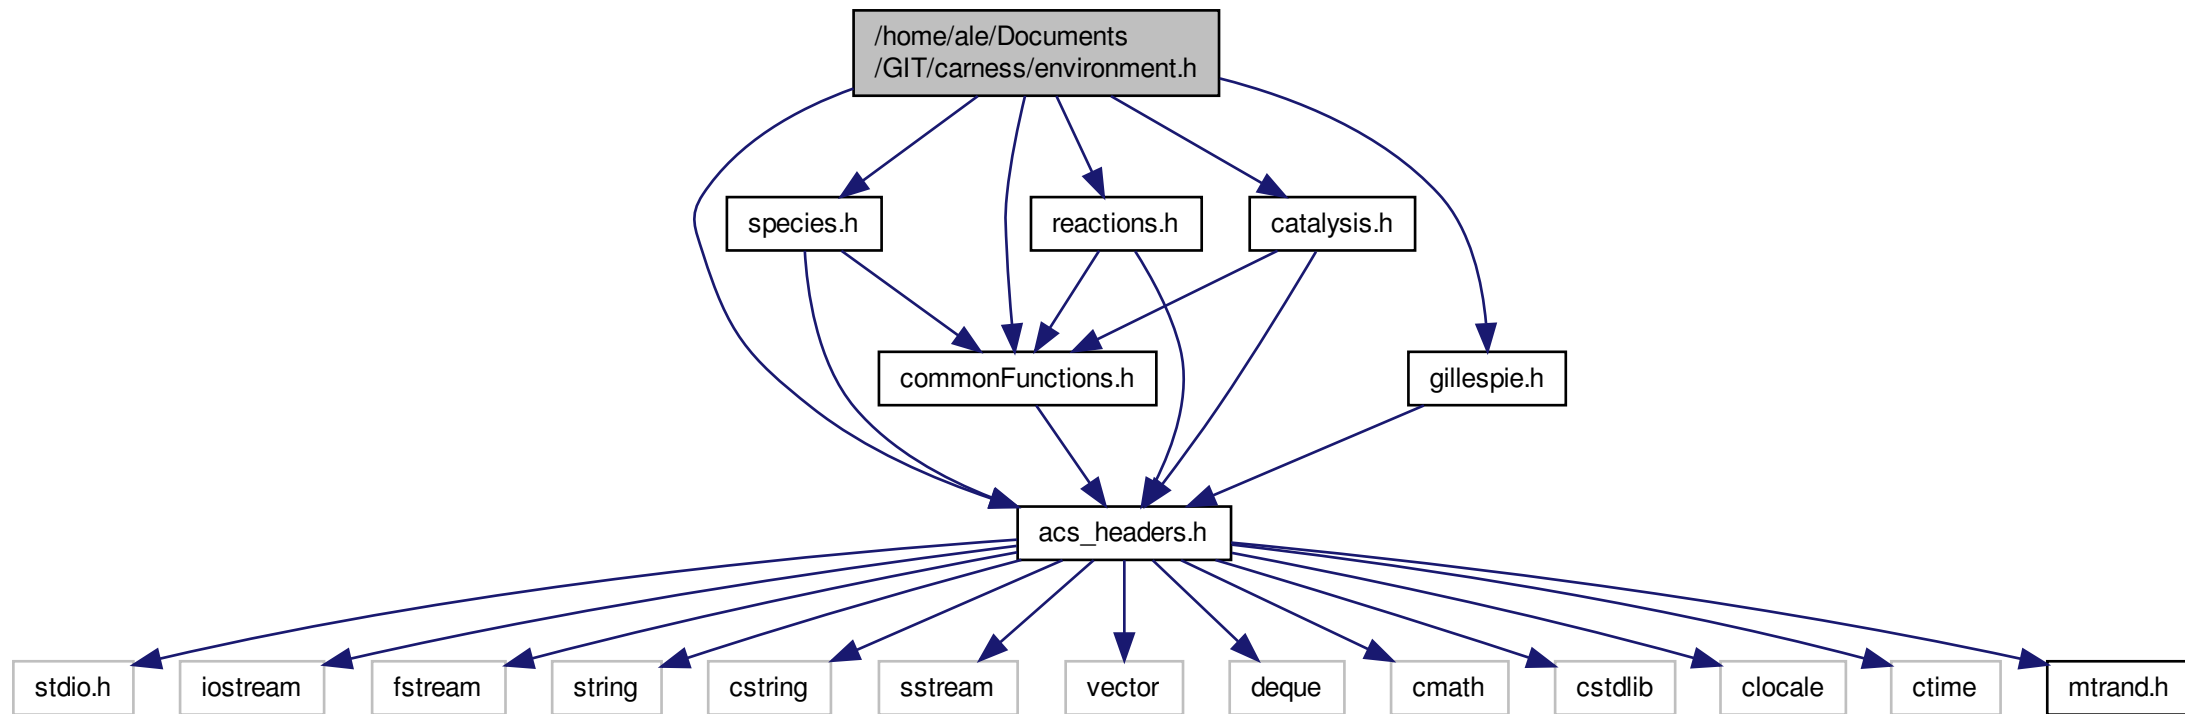 /home/ale/Documents
/GIT/carness/environment.h
species.h
reactions.h
catalysis.h
commonFunctions.h
gillespie.h
acs_headers.h
stdio.h
iostream
fstream
string
cstring
sstream
vector
deque
cmath
cstdlib
clocale
ctime
mtrand.h